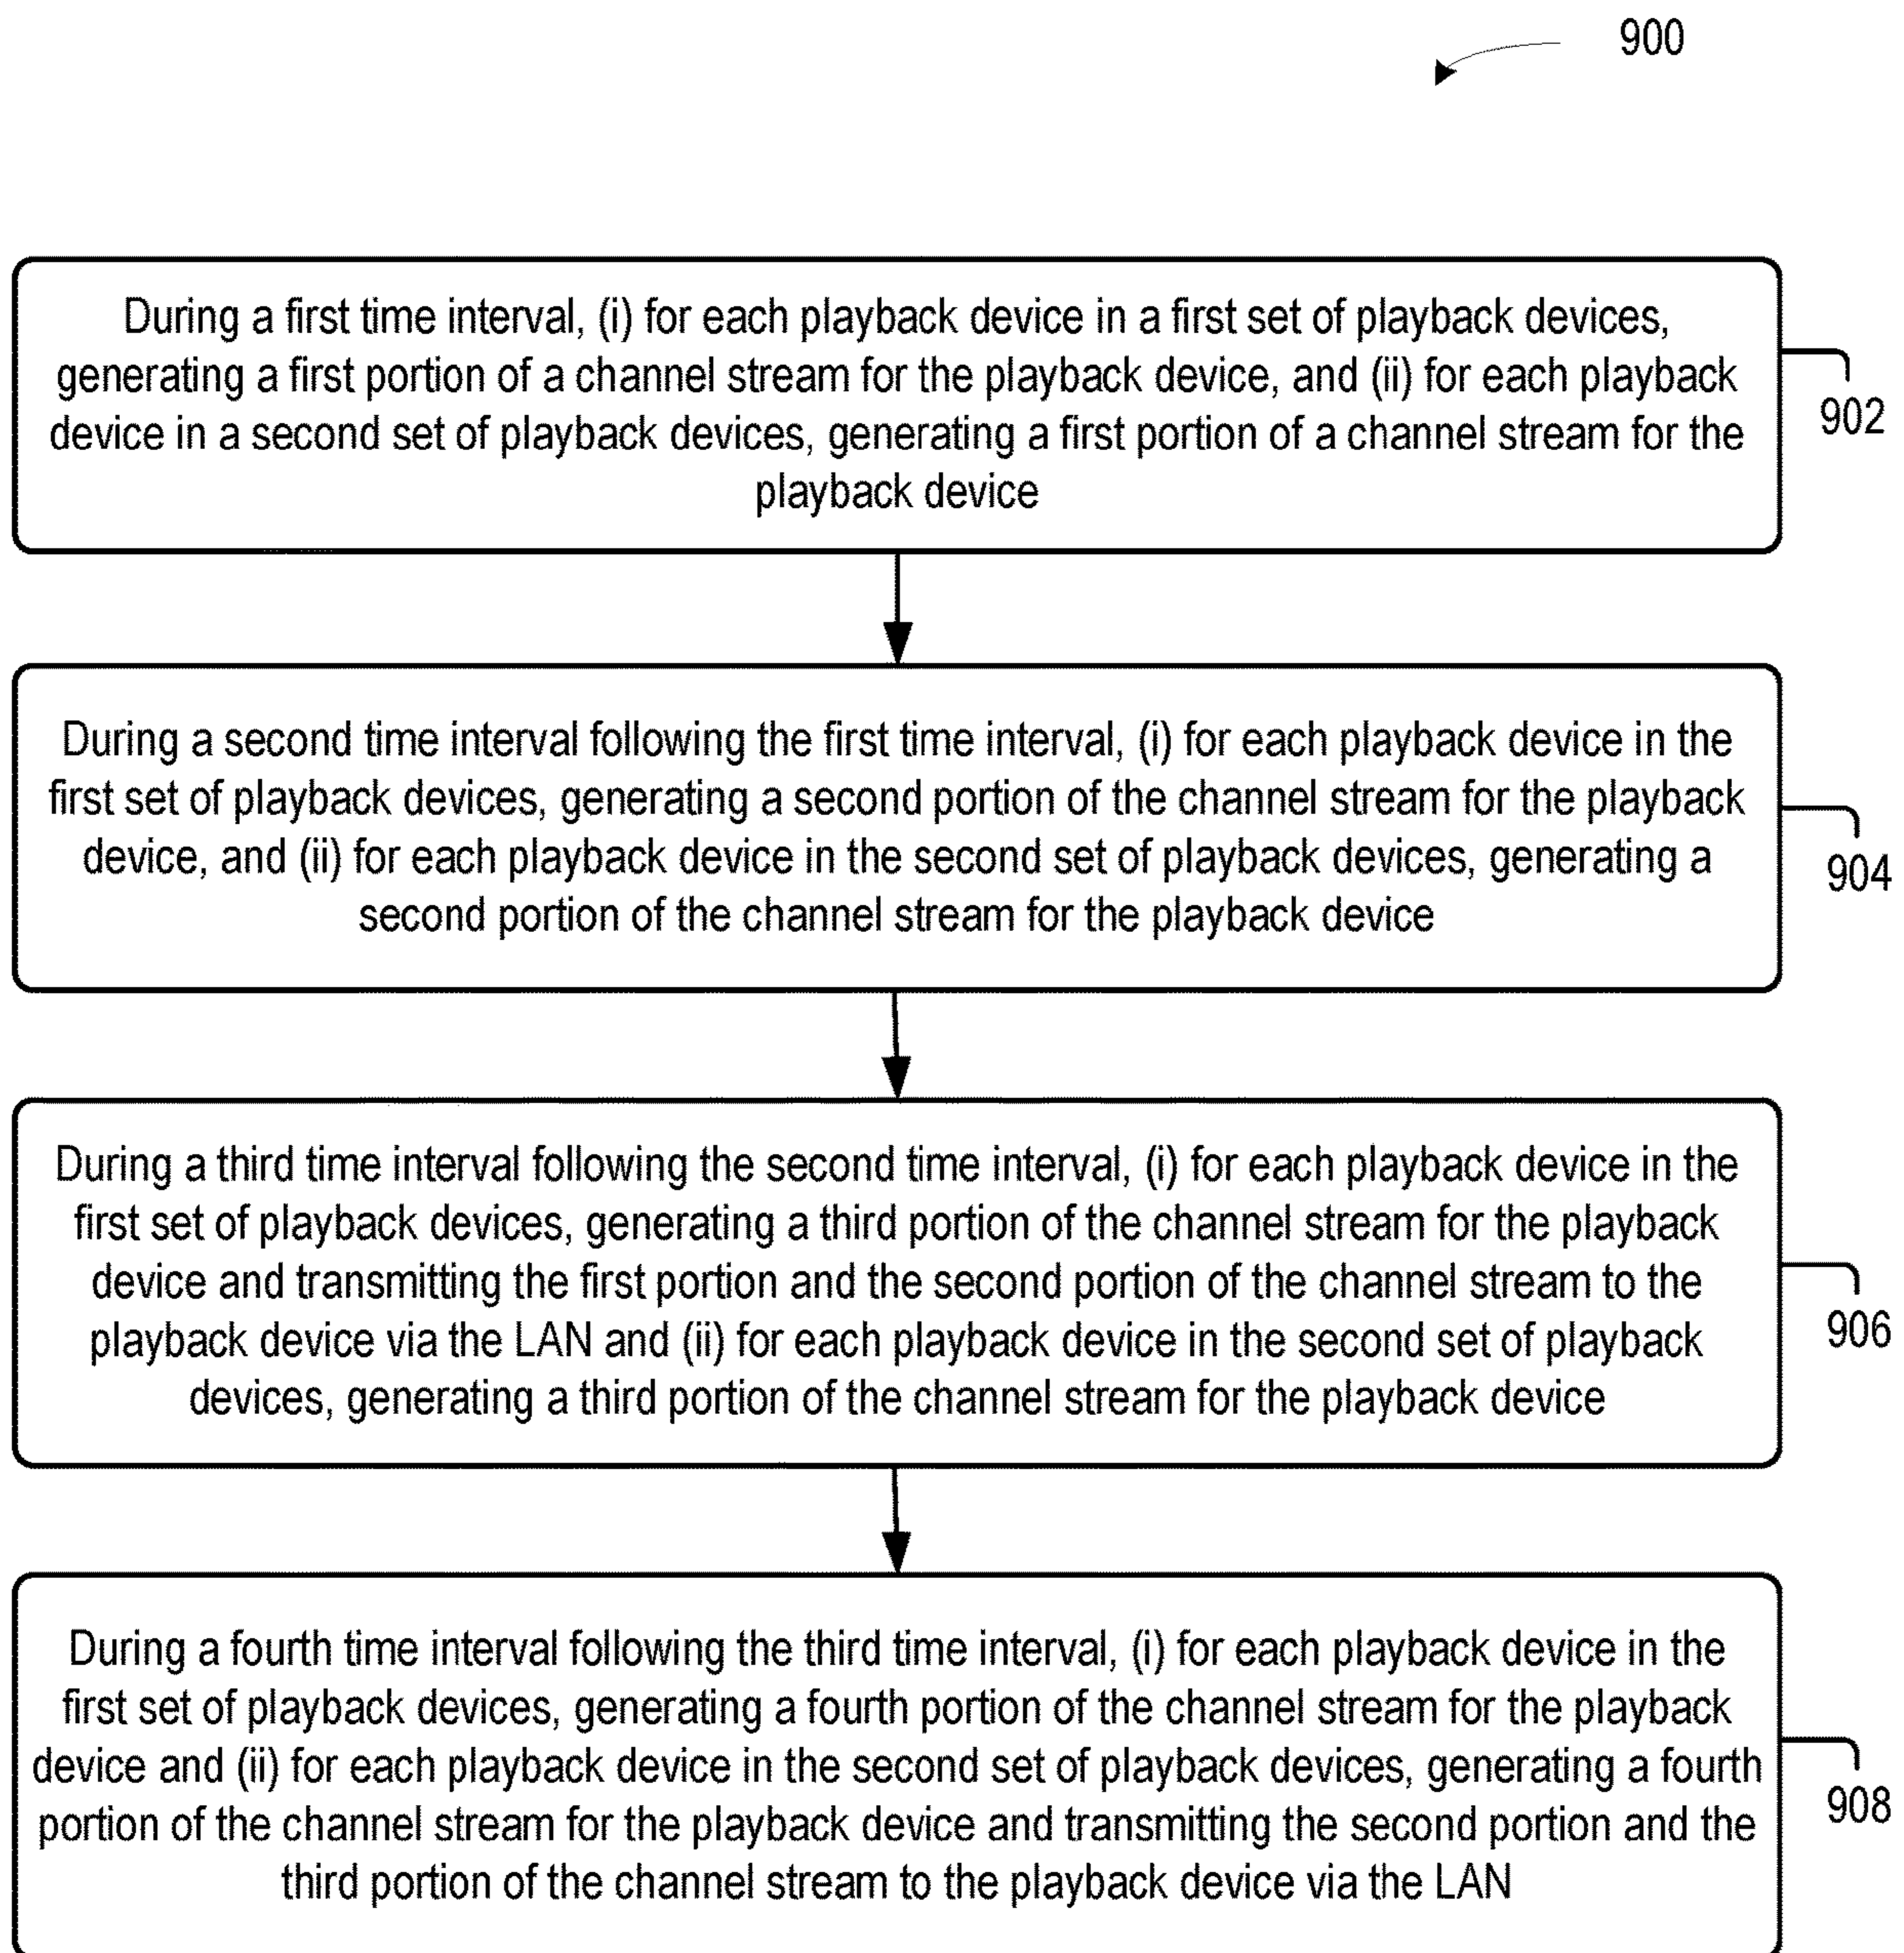 900
During a first time interval, (i) for each playback device in a first set of playback devices,
generating a first portion of a channel stream for the playback device, and (ii) for each playback
device in a second set of playback devices, generating a first portion of a channel stream for the
playback device
902
During a second time interval following the first time interval, (i) for each playback device in the
first set of playback devices, generating a second portion of the channel stream for the playback
device, and (ii) for each playback device in the second set of playback devices, generating a
second portion of the channel stream for the playback device
904
During a third time interval following the second time interval, (i) for each playback device in the
first set of playback devices, generating a third portion of the channel stream for the playback
device and transmitting the first portion and the second portion of the channel stream to the
playback device via the LAN and (ii) for each playback device in the second set of playback
devices, generating a third portion of the channel stream for the playback device
906
During a fourth time interval following the third time interval, (i) for each playback device in the
first set of playback devices, generating a fourth portion of the channel stream for the playback
device and (ii) for each playback device in the second set of playback devices, generating a fourth
portion of the channel stream for the playback device and transmitting the second portion and the
third portion of the channel stream to the playback device via the LAN
908